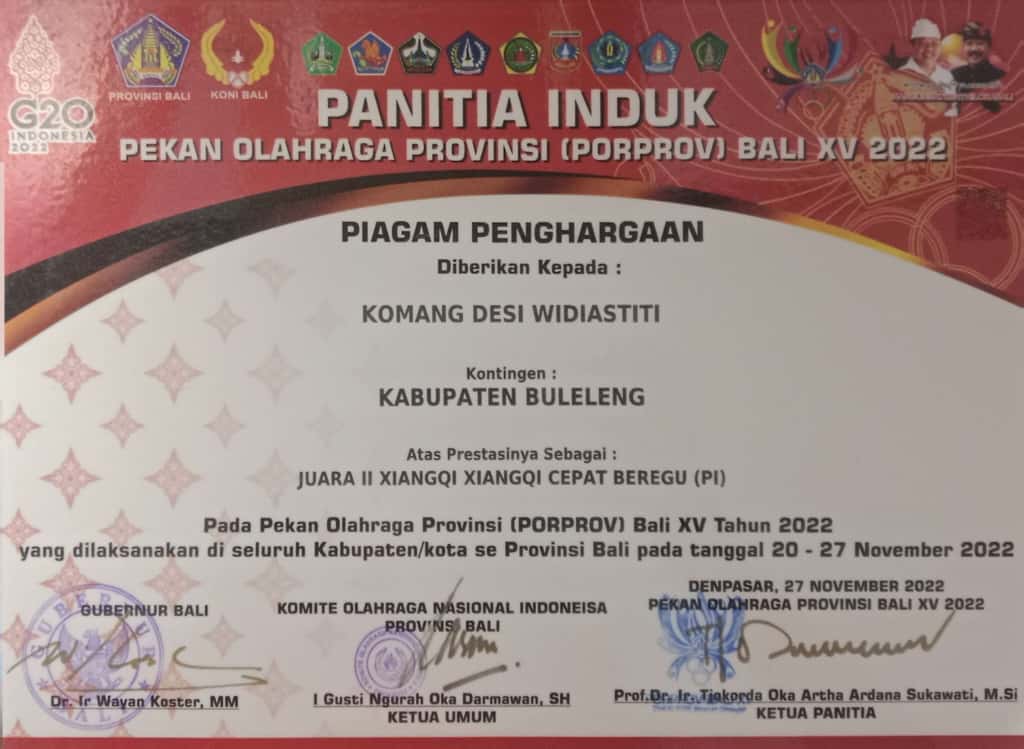 G20
INDONESIA
2022
PROVINSI BALI
KONI BALI
PANITIA INDUK
PEKAN OLAHRAGA PROVINSI (PORPROV) BALI XV 2022
PIAGAM PENGHARGAAN
Diberikan Kepada :
KOMANG DESI WIDIASTITI
Kontingen :
KABUPATEN BULELENG
Atas Prestasinya Sebagai :
JUARA II XIANGQI XIANGQI CEPAT BEREGU (PI)
Pada Pekan Olahraga Provinsi (PORPROV) Bali XV Tahun 2022
yang dilaksanakan di seluruh Kabupaten/kota se Provinsi Bali pada tanggal 20 - 27 November 2022
DENPASAR, 27 NOVEMBER 2022
GUBERNUR BALI
KOMITE OLAHRAGA NASIONAL INDONEISA
PROVINSI BALI
PEKAN OLAHRAGA PROVINSI BALI XV 2022
Dr. Ir Wayan Koster, MM
I Gusti Ngurah Oka Darmawan, SH
KETUA UMUM
Prof.Dr. Ir. Tjokorda Oka Artha Ardana Sukawati, M.Si
KETUA PANITIA